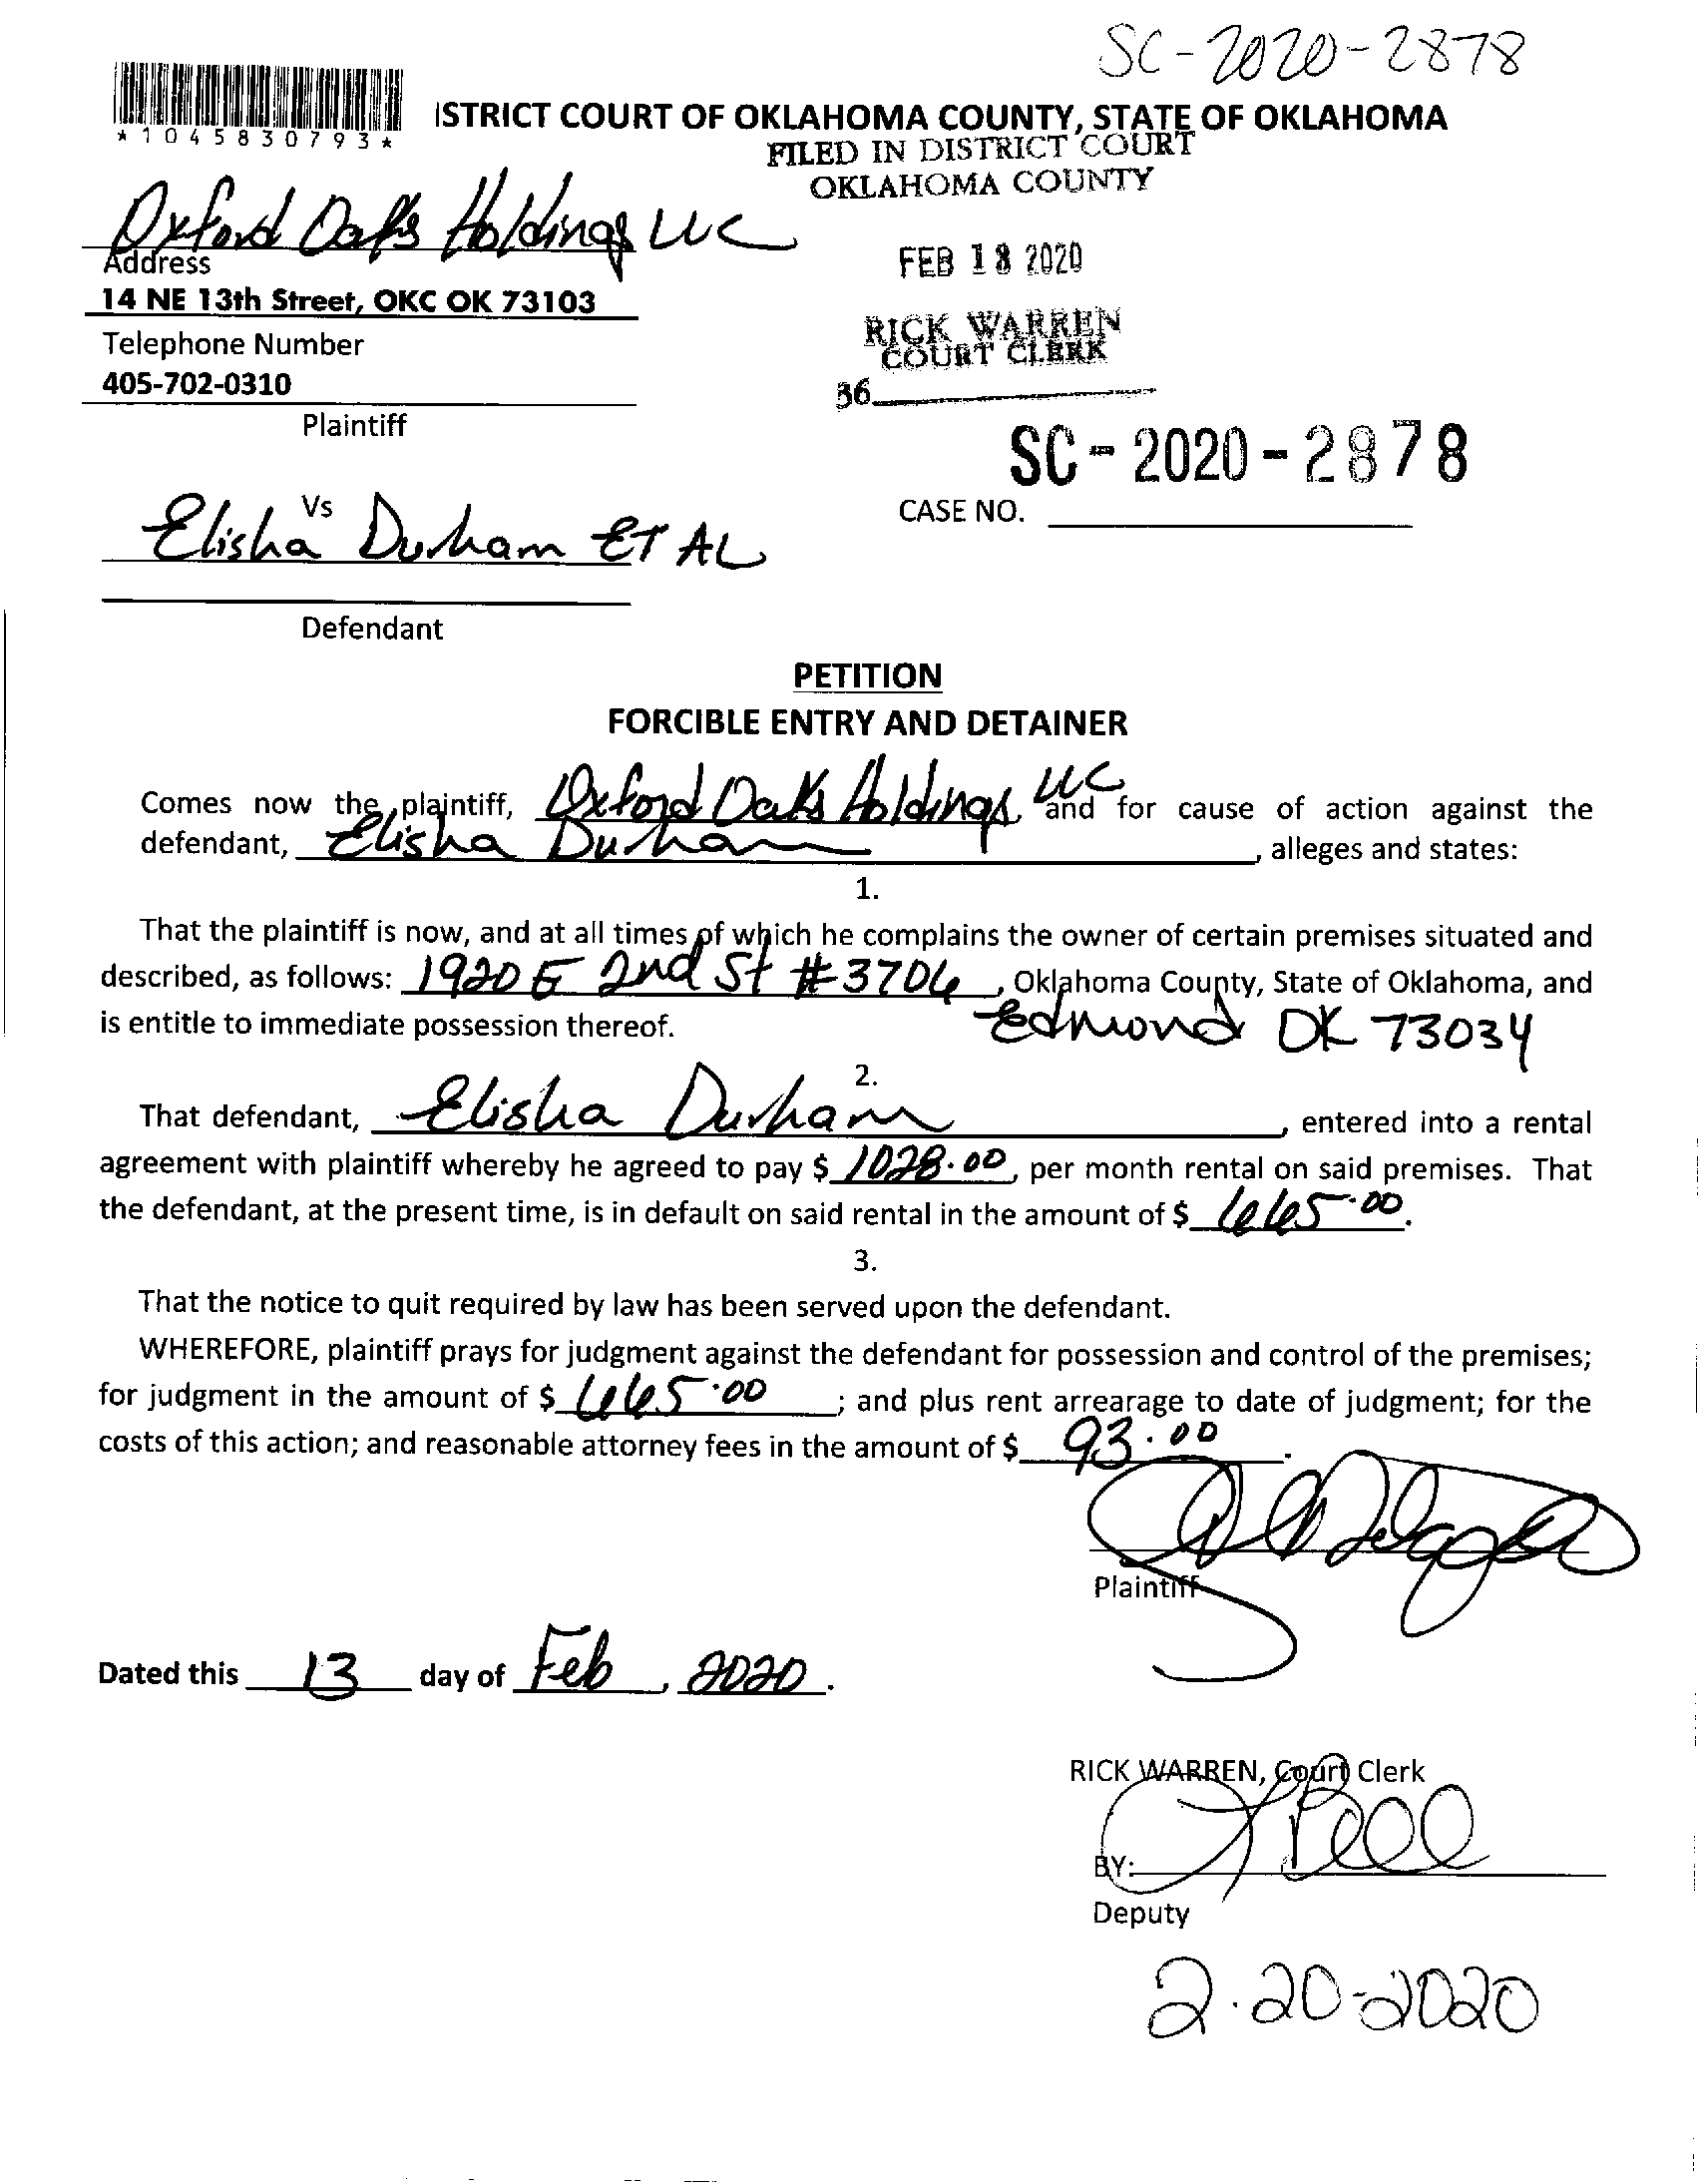 SC-2020-2878
*1045830793*
ISTRICT COURT OF OKLAHOMA COUNTY, STATE OF OKLAHOMA
FILED IN DISTRICT COURT
OKLAHOMA COUNTY
Oxford Oaks Holdings LLC
Address
14 NE 13th Street, OKC OK 73103
Telephone Number
405-702-0310
Plaintiff
FEB 18 2020
RICK WARREN
COURT CLERK
36
SC-2020-2878
CASE NO.
Vs
Elisha Durham ET AL
Defendant
PETITION
FORCIBLE ENTRY AND DETAINER
Comes now the plaintiff, Oxford Oaks Holdings, LLC and for cause of action against the
defendant, Elisha Durham, alleges and states:
1.
That the plaintiff is now, and at all times of which he complains the owner of certain premises situated and
described, as follows: 1920 E 2nd St #3706, Oklahoma County, State of Oklahoma, and
is entitle to immediate possession thereof. Edmond OK 73034
2.
That defendant, Elisha Durham, entered into a rental
agreement with plaintiff whereby he agreed to pay $ 1028.00, per month rental on said premises. That
the defendant, at the present time, is in default on said rental in the amount of $ 665.00.
3.
That the notice to quit required by law has been served upon the defendant.
WHEREFORE, plaintiff prays for judgment against the defendant for possession and control of the premises;
for judgment in the amount of $ 665.00; and plus rent arrearage to date of judgment; for the
costs of this action; and reasonable attorney fees in the amount of $ 93.00.
Plaintiff
Dated this 13 day of Feb, 2020.
RICK WARREN, Court Clerk
BY:
Deputy
2-20-2020